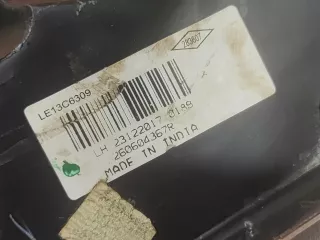 LE13C6309
LH 23122017 0198
260604367R
MADE IN INDIA